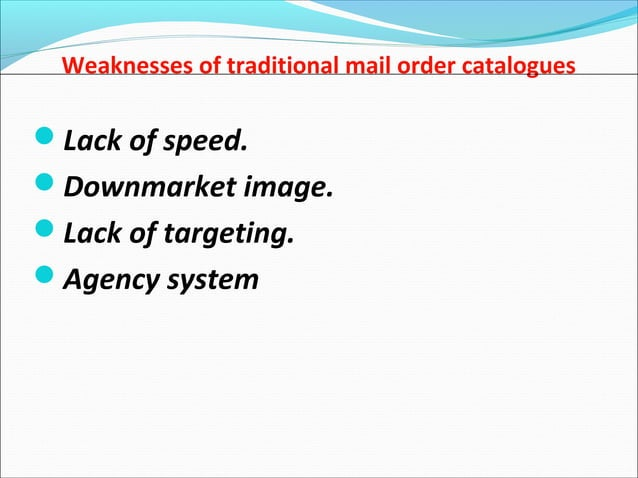 Weaknesses of traditional mail order catalogues
Lack of speed.
Downmarket image.
Lack of targeting.
Agency system